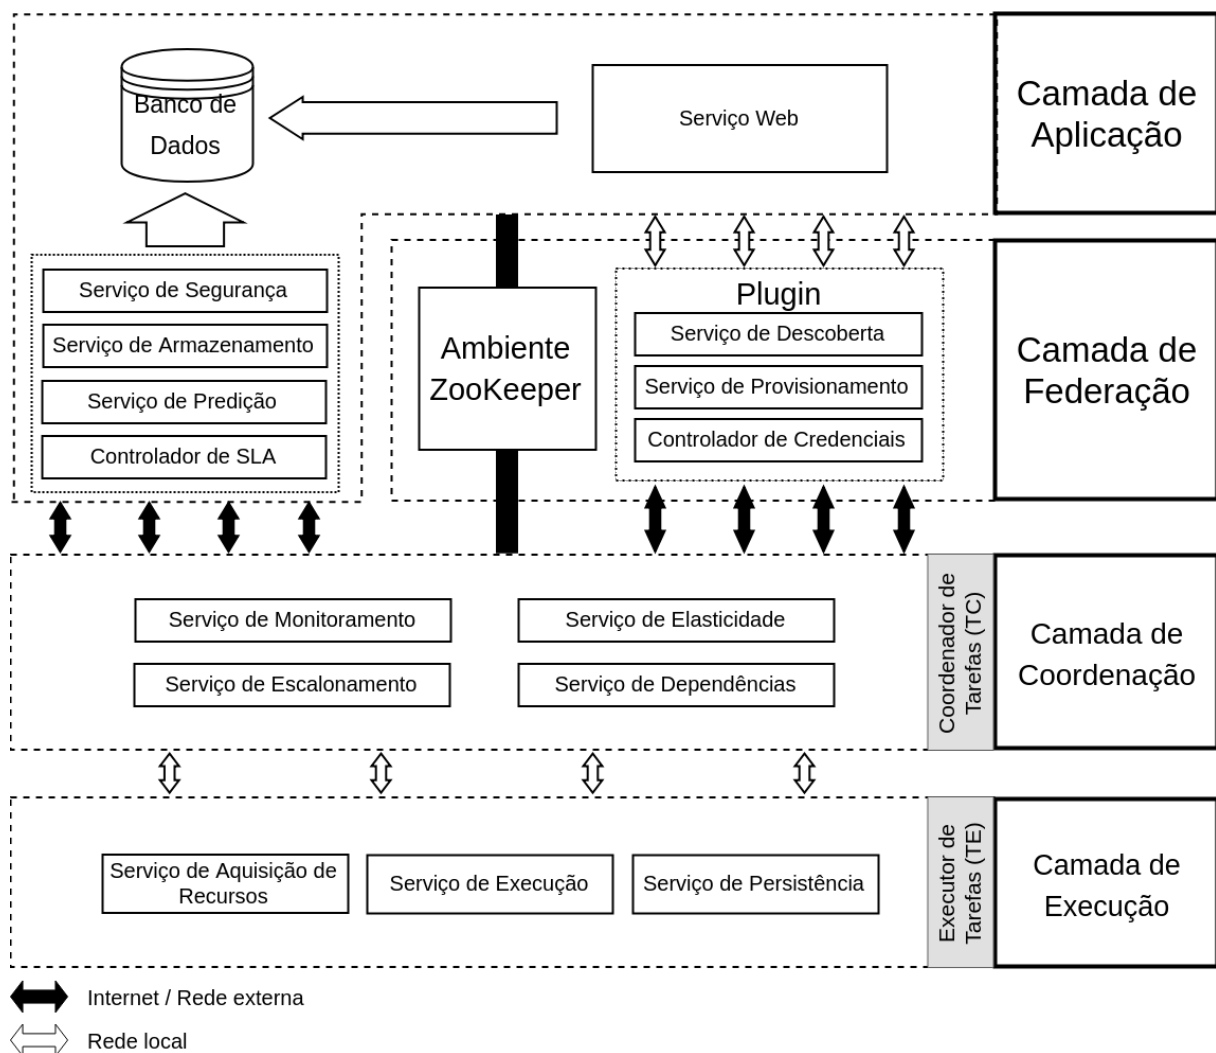 Banco de
Dados
Serviço Web
Camada de
Aplicação
Serviço de Segurança
Serviço de Armazenamento
Serviço de Predição
Controlador de SLA
Ambiente
ZooKeeper
Plugin
Serviço de Descoberta
Serviço de Provisionamento
Controlador de Credenciais
Camada de
Federação
Serviço de Monitoramento
Serviço de Elasticidade
Serviço de Escalonamento
Serviço de Dependências
Coordenador de
Tarefas (TC)
Camada de
Coordenação
Serviço de Aquisição de
Recursos
Serviço de Execução
Serviço de Persistência
Executor de
Tarefas (TE)
Camada de
Execução
Internet / Rede externa
Rede local